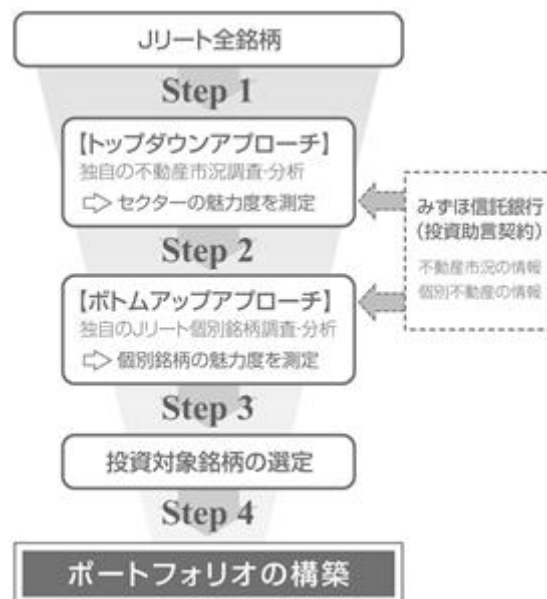 Jリート全銘柄
Step 1
【トップダウンアプローチ】
独自の不動産市況調査・分析
⇨ セクターの魅力度を測定
みずほ信託銀行
（投資助言契約）
不動産市況の情報
個別不動産の情報
Step 2
【ボトムアップアプローチ】
独自のJリート個別銘柄調査・分析
⇨ 個別銘柄の魅力度を測定
Step 3
投資対象銘柄の選定
Step 4
ポートフォリオの構築